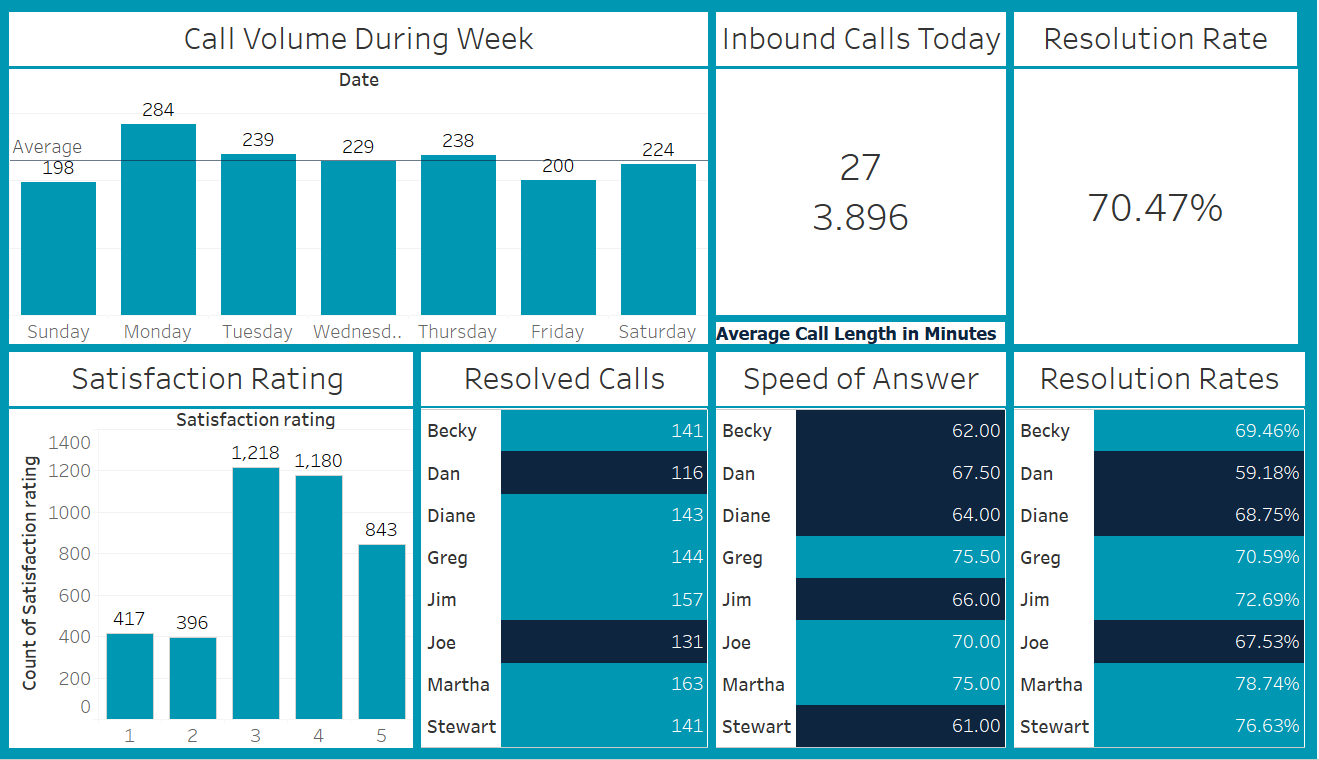 Call Volume During Week
Date
284
239
238
229
224
Average
198
200
Sunday Monday Tuesday Wednesd.. Thursday Friday Saturday
Inbound Calls Today
27
3.896
Average Call Length in Minutes
Resolution Rate
70.47%
Satisfaction Rating
Satisfaction rating
Count of Satisfaction rating
1400
1200
1000
800
600
400
200
0
417
396
1,218
1,180
843
1 2 3 4 5
Resolved Calls
Becky 141
Dan 116
Diane 143
Greg 144
Jim 157
Joe 131
Martha 163
Stewart 141
Speed of Answer
Becky 62.00
Dan 67.50
Diane 64.00
Greg 75.50
Jim 66.00
Joe 70.00
Martha 75.00
Stewart 61.00
Resolution Rates
Becky 69.46%
Dan 59.18%
Diane 68.75%
Greg 70.59%
Jim 72.69%
Joe 67.53%
Martha 78.74%
Stewart 76.63%